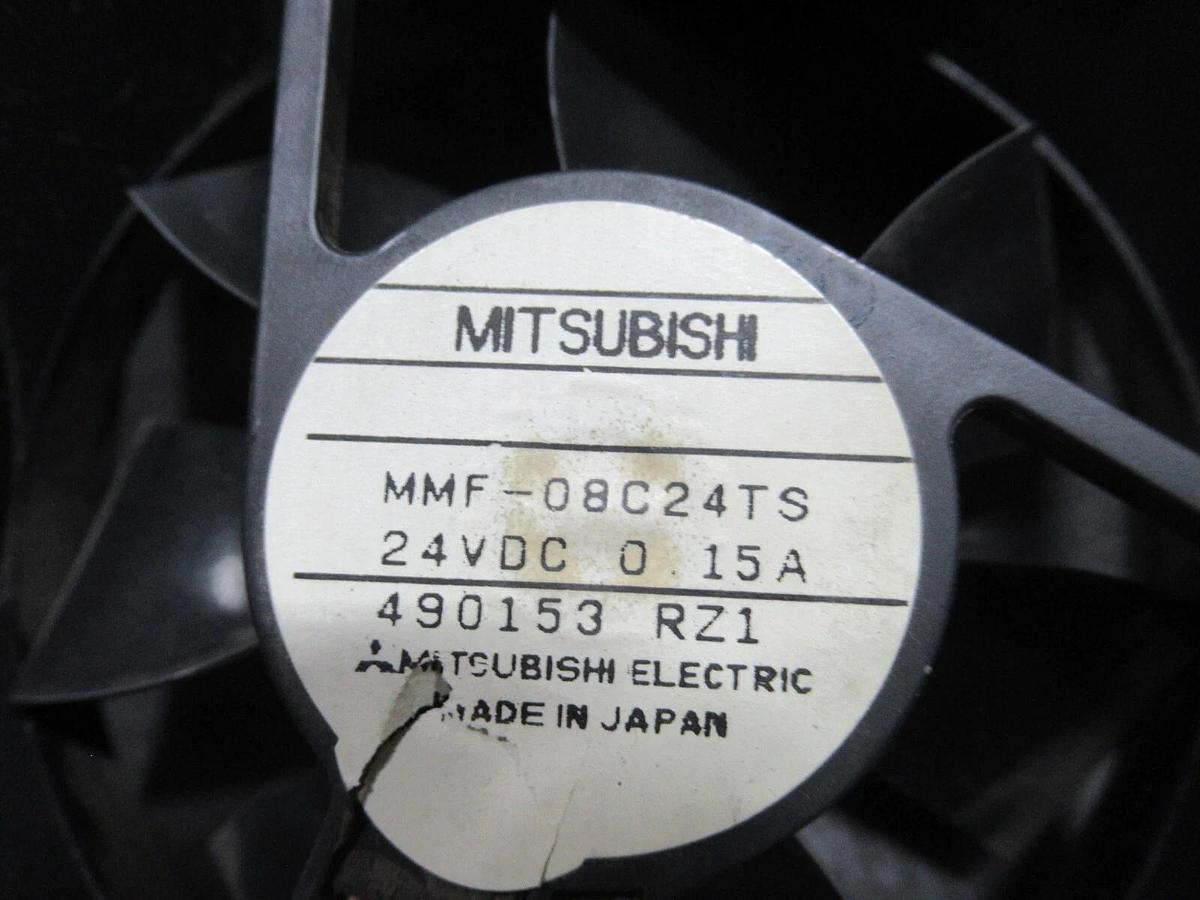 MITSUBISHI
MMF-08C24TS
24VDC 0.15A
490153 RZ1
MITSUBISHI ELECTRIC
MADE IN JAPAN